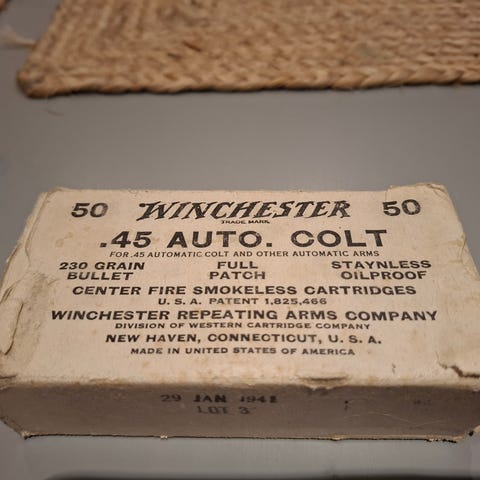 50 WINCHESTER 50
TRADE MARK
.45 AUTO. COLT
FOR .45 AUTOMATIC COLT AND OTHER AUTOMATIC ARMS
230 GRAIN FULL STAYNLESS
BULLET PATCH OILPROOF
CENTER FIRE SMOKELESS CARTRIDGES
U.S.A. PATENT 1,825,466
WINCHESTER REPEATING ARMS COMPANY
DIVISION OF WESTERN CARTRIDGE COMPANY
NEW HAVEN, CONNECTICUT, U.S.A.
MADE IN UNITED STATES OF AMERICA
29 JAN 1941
LOT 3